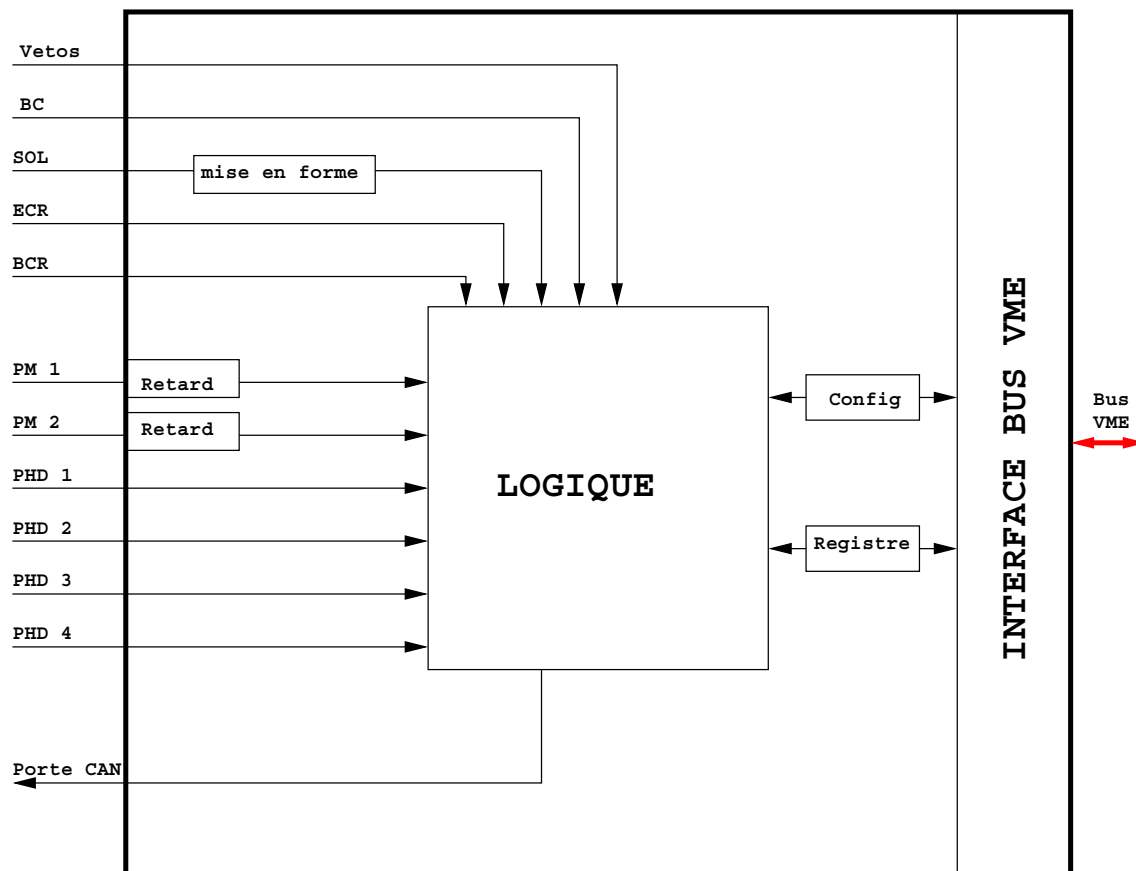 Vetos
BC
SOL
mise en forme
ECR
BCR
PM 1
Retard
PM 2
Retard
PHD 1
PHD 2
PHD 3
PHD 4
Porte CAN
LOGIQUE
Config
Registre
INTERFACE BUS VME
Bus
VME